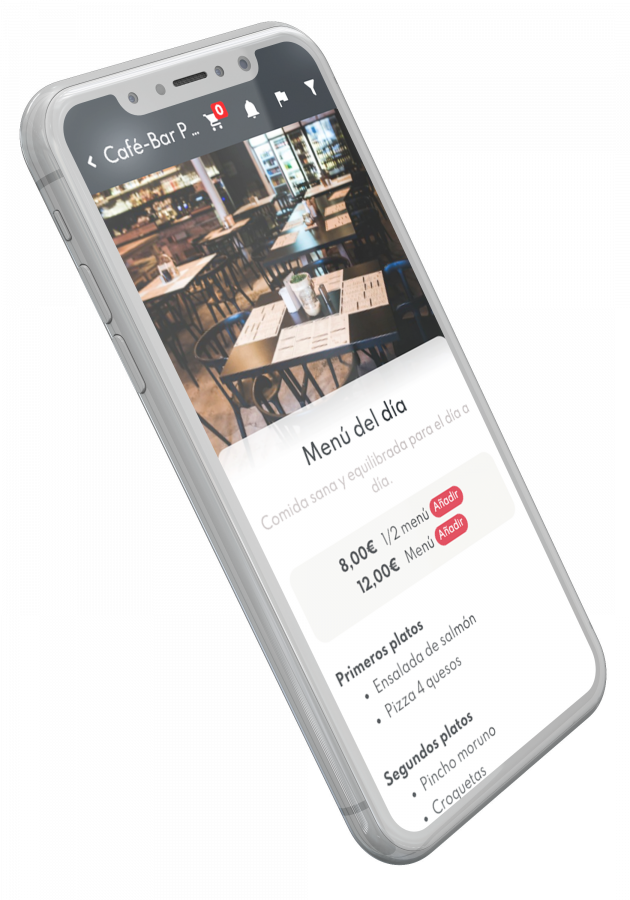 Café-Bar P ...
0
Menú del día
Comida sana y equilibrada para el día a
día.
8,00€ 1/2 menú Añadir
12,00€ Menú Añadir
Primeros platos
• Ensalada de salmón
• Pizza 4 quesos
Segundos platos
• Pincho moruno
• Croquetas